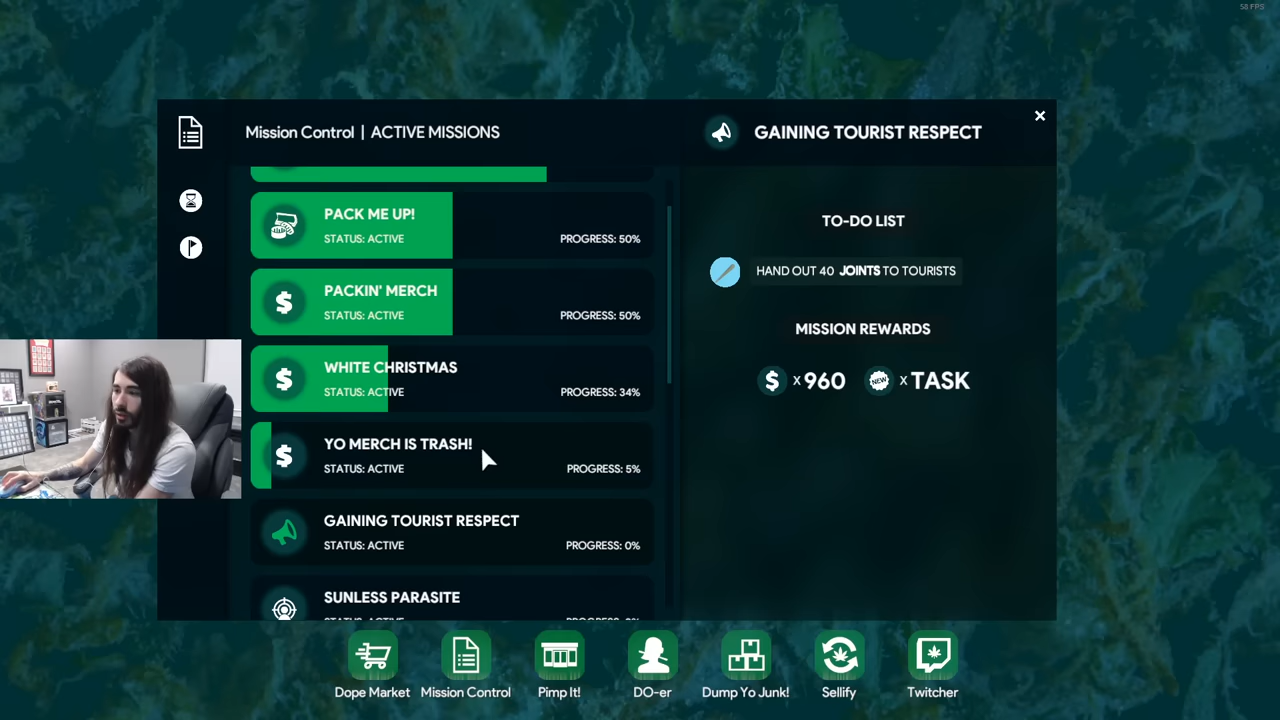 58 FPS
Mission Control | ACTIVE MISSIONS
GAINING TOURIST RESPECT
PACK ME UP!
STATUS: ACTIVE
PROGRESS: 50%
PACKIN' MERCH
STATUS: ACTIVE
PROGRESS: 50%
WHITE CHRISTMAS
STATUS: ACTIVE
PROGRESS: 34%
YO MERCH IS TRASH!
STATUS: ACTIVE
PROGRESS: 5%
GAINING TOURIST RESPECT
STATUS: ACTIVE
PROGRESS: 0%
SUNLESS PARASITE
TO-DO LIST
HAND OUT 40 JOINTS TO TOURISTS
MISSION REWARDS
x 960
NEW x TASK
Dope Market
Mission Control
Pimp It!
DO-er
Dump Yo Junk!
Sellify
Twitcher